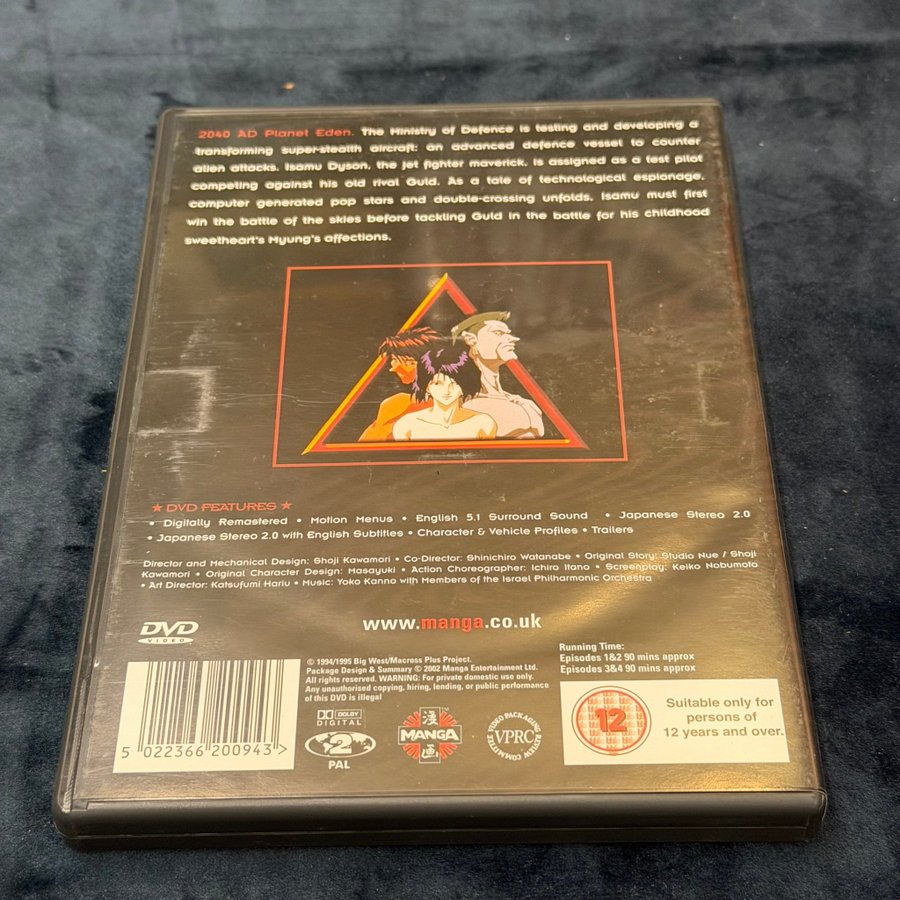 2040 AD Planet Eden. The Ministry of Defence is testing and developing a
transforming super-stealth aircraft: an advanced defence vessel to counter
alien attacks. Isamu Dyson, the jet fighter maverick, is assigned as a test pilot
competing against his old rival Guld. As a tale of technological espionage,
computer generated pop stars and double-crossing unfolds, Isamu must first
win the battle of the skies before tackling Guld in the battle for his childhood
sweetheart's Myung's affections.
★ DVD FEATURES ★
• Digitally Remastered • Motion Menus • English 5.1 Surround Sound • Japanese Stereo 2.0
• Japanese Stereo 2.0 with English Subtitles • Character & Vehicle Profiles • Trailers
Director and Mechanical Design: Shoji Kawamori • Co-Director: Shinichiro Watanabe • Original Story: Studio Nue / Shoji
Kawamori • Original Character Design: Masayuki • Action Choreographer: Ichiro Itano • Screenplay: Keiko Nobumoto
• Art Director: Katsufumi Hariu • Music: Yoko Kanno with Members of the Israel Philharmonic Orchestra
www.manga.co.uk
DVD
VIDEO
© 1994/1995 Big West/Macross Plus Project.
Package Design & Summary © 2002 Manga Entertainment Ltd.
All rights reserved. WARNING: For private domestic use only.
Any unauthorised copying, hiring, lending, or public performance
of this DVD is illegal
Running Time:
Episodes 1&2 90 mins approx
Episodes 3&4 90 mins approx
5 022366 200943 >
DOLBY
DIGITAL
2
PAL
漫
MANGA
画
VIDEO PACKAGING REVIEW COMMITTEE
VPRC
12
Suitable only for
persons of
12 years and over.